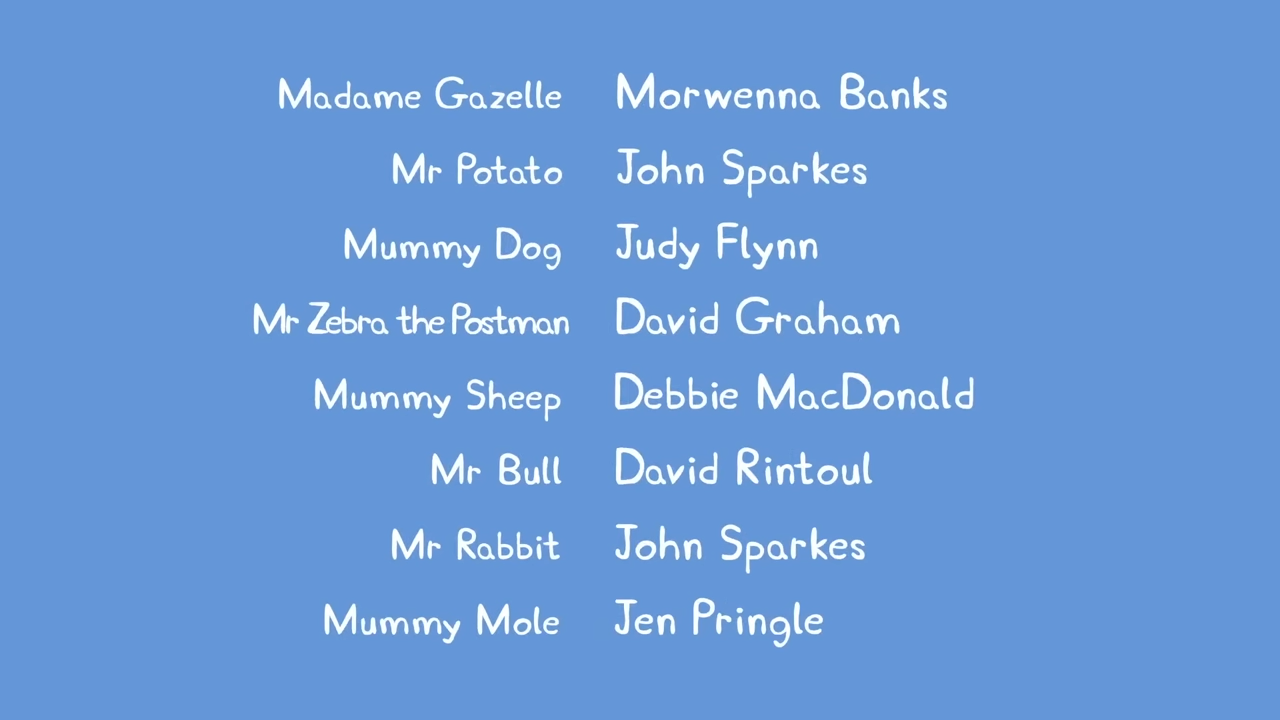 Madame Gazelle Morwenna Banks
Mr Potato John Sparkes
Mummy Dog Judy Flynn
Mr Zebra the Postman David Graham
Mummy Sheep Debbie MacDonald
Mr Bull David Rintoul
Mr Rabbit John Sparkes
Mummy Mole Jen Pringle